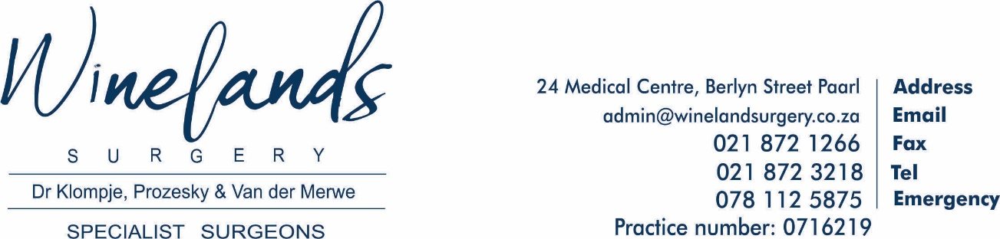 Winelands
SURGERY
Dr Klompje, Prozesky & Van der Merwe
SPECIALIST SURGEONS
24 Medical Centre, Berlyn Street Paarl Address
admin@winelandsurgery.co.za Email
021 872 1266 Fax
021 872 3218 Tel
078 112 5875 Emergency
Practice number: 0716219